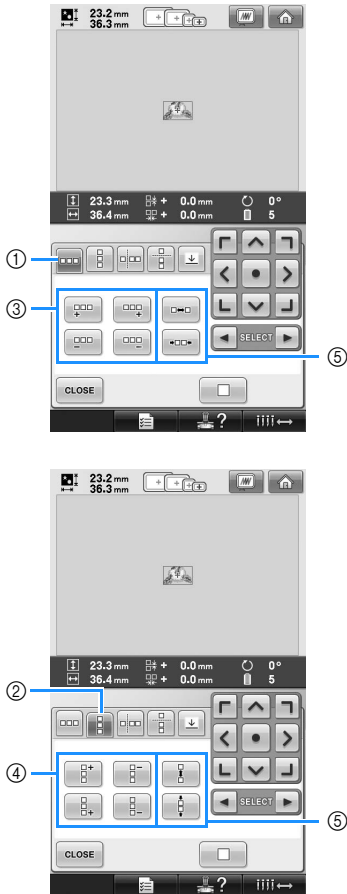 23.2 mm
36.3 mm
23.3 mm + 0.0 mm 0°
36.4 mm + 0.0 mm 5
①
③
SELECT
⑤
CLOSE
?
23.2 mm
36.3 mm
23.3 mm + 0.0 mm 0°
36.4 mm + 0.0 mm 5
②
④
SELECT
⑤
CLOSE
?